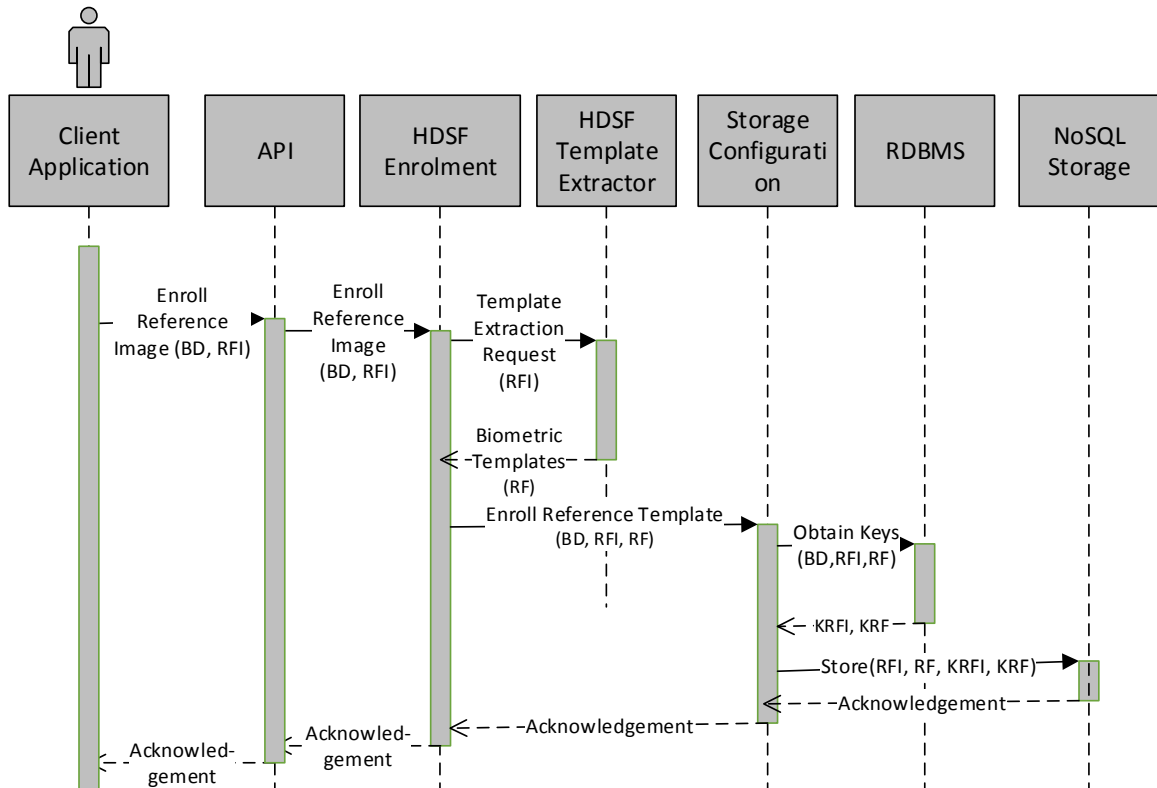 Client
Application
API
HDSF
Enrolment
HDSF
Template
Extractor
Storage
Configurati
on
RDBMS
NoSQL
Storage
Enroll
Reference
Image (BD, RFI)
Enroll
Reference
Image
(BD, RFI)
Template
Extraction
Request
(RFI)
Biometric
Templates
(RF)
Enroll Reference Template
(BD, RFI, RF)
Obtain Keys
(BD,RFI,RF)
KRFI, KRF
Store(RFI, RF, KRFI, KRF)
Acknowledgement
Acknowledgement
Acknowled-
gement
Acknowled-
gement